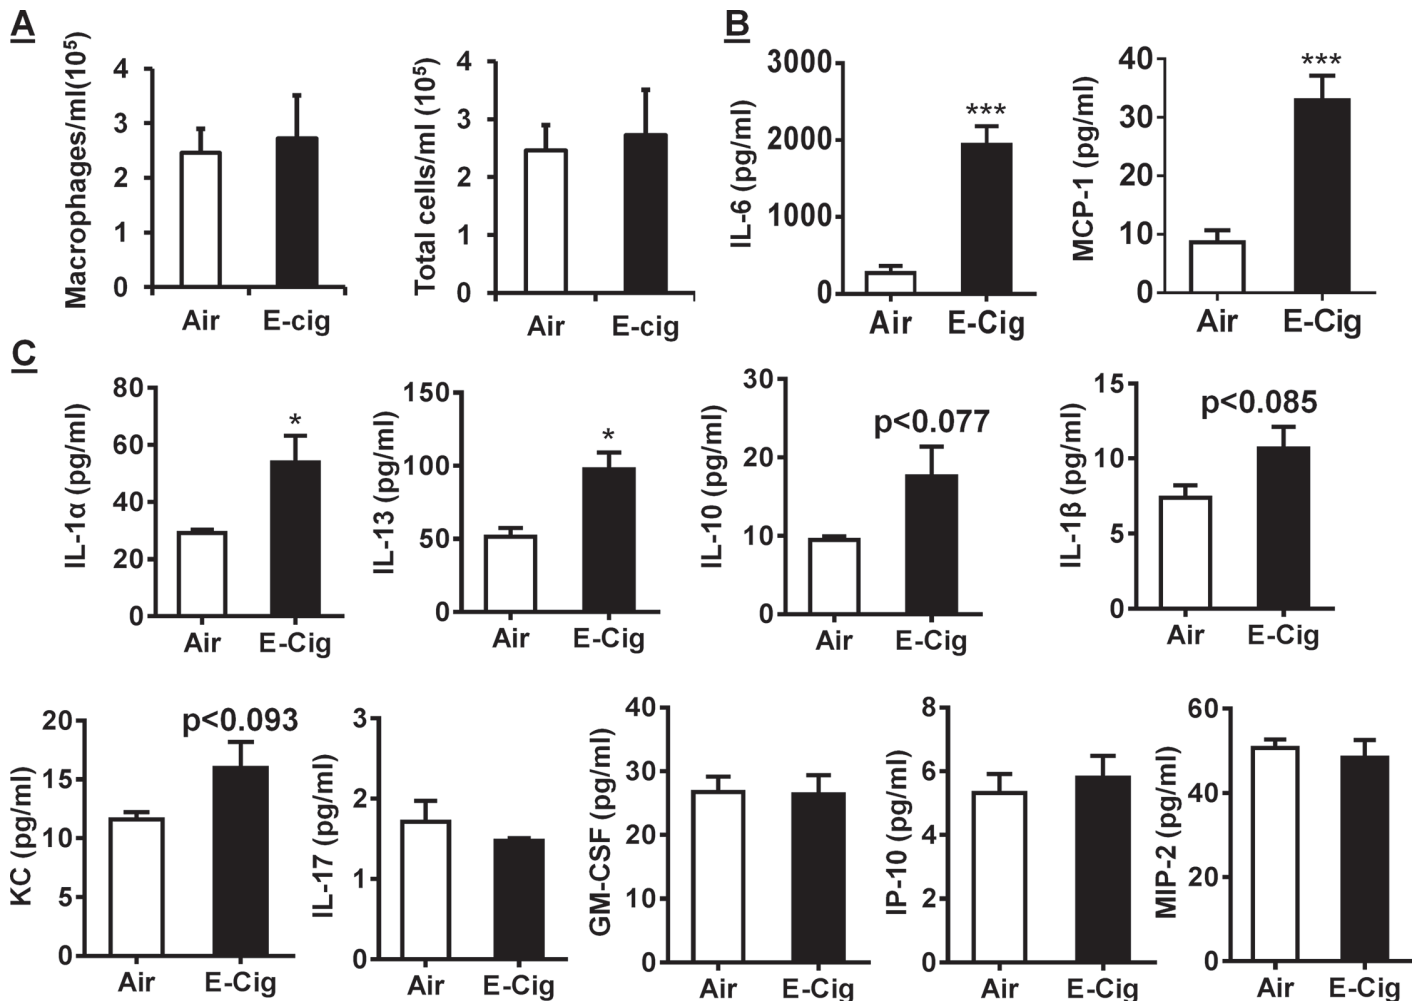 A
Macrophages/ml(10⁵)
4
3
2
1
0
Air E-cig
Total cells/ml (10⁵)
4
3
2
1
0
Air E-cig
B
IL-6 (pg/ml)
3000
2000
1000
0
***
Air E-Cig
MCP-1 (pg/ml)
40
30
20
10
0
***
Air E-Cig
C
IL-1α (pg/ml)
80
60
40
20
0
*
Air E-Cig
IL-13 (pg/ml)
150
100
50
0
*
Air E-Cig
IL-10 (pg/ml)
30
20
10
0
p<0.077
Air E-Cig
IL-1β (pg/ml)
15
10
5
0
p<0.085
Air E-Cig
KC (pg/ml)
20
15
10
5
0
p<0.093
Air E-Cig
IL-17 (pg/ml)
3
2
1
0
Air E-Cig
GM-CSF (pg/ml)
40
30
20
10
0
Air E-Cig
IP-10 (pg/ml)
8
6
4
2
0
Air E-Cig
MIP-2 (pg/ml)
60
40
20
0
Air E-Cig